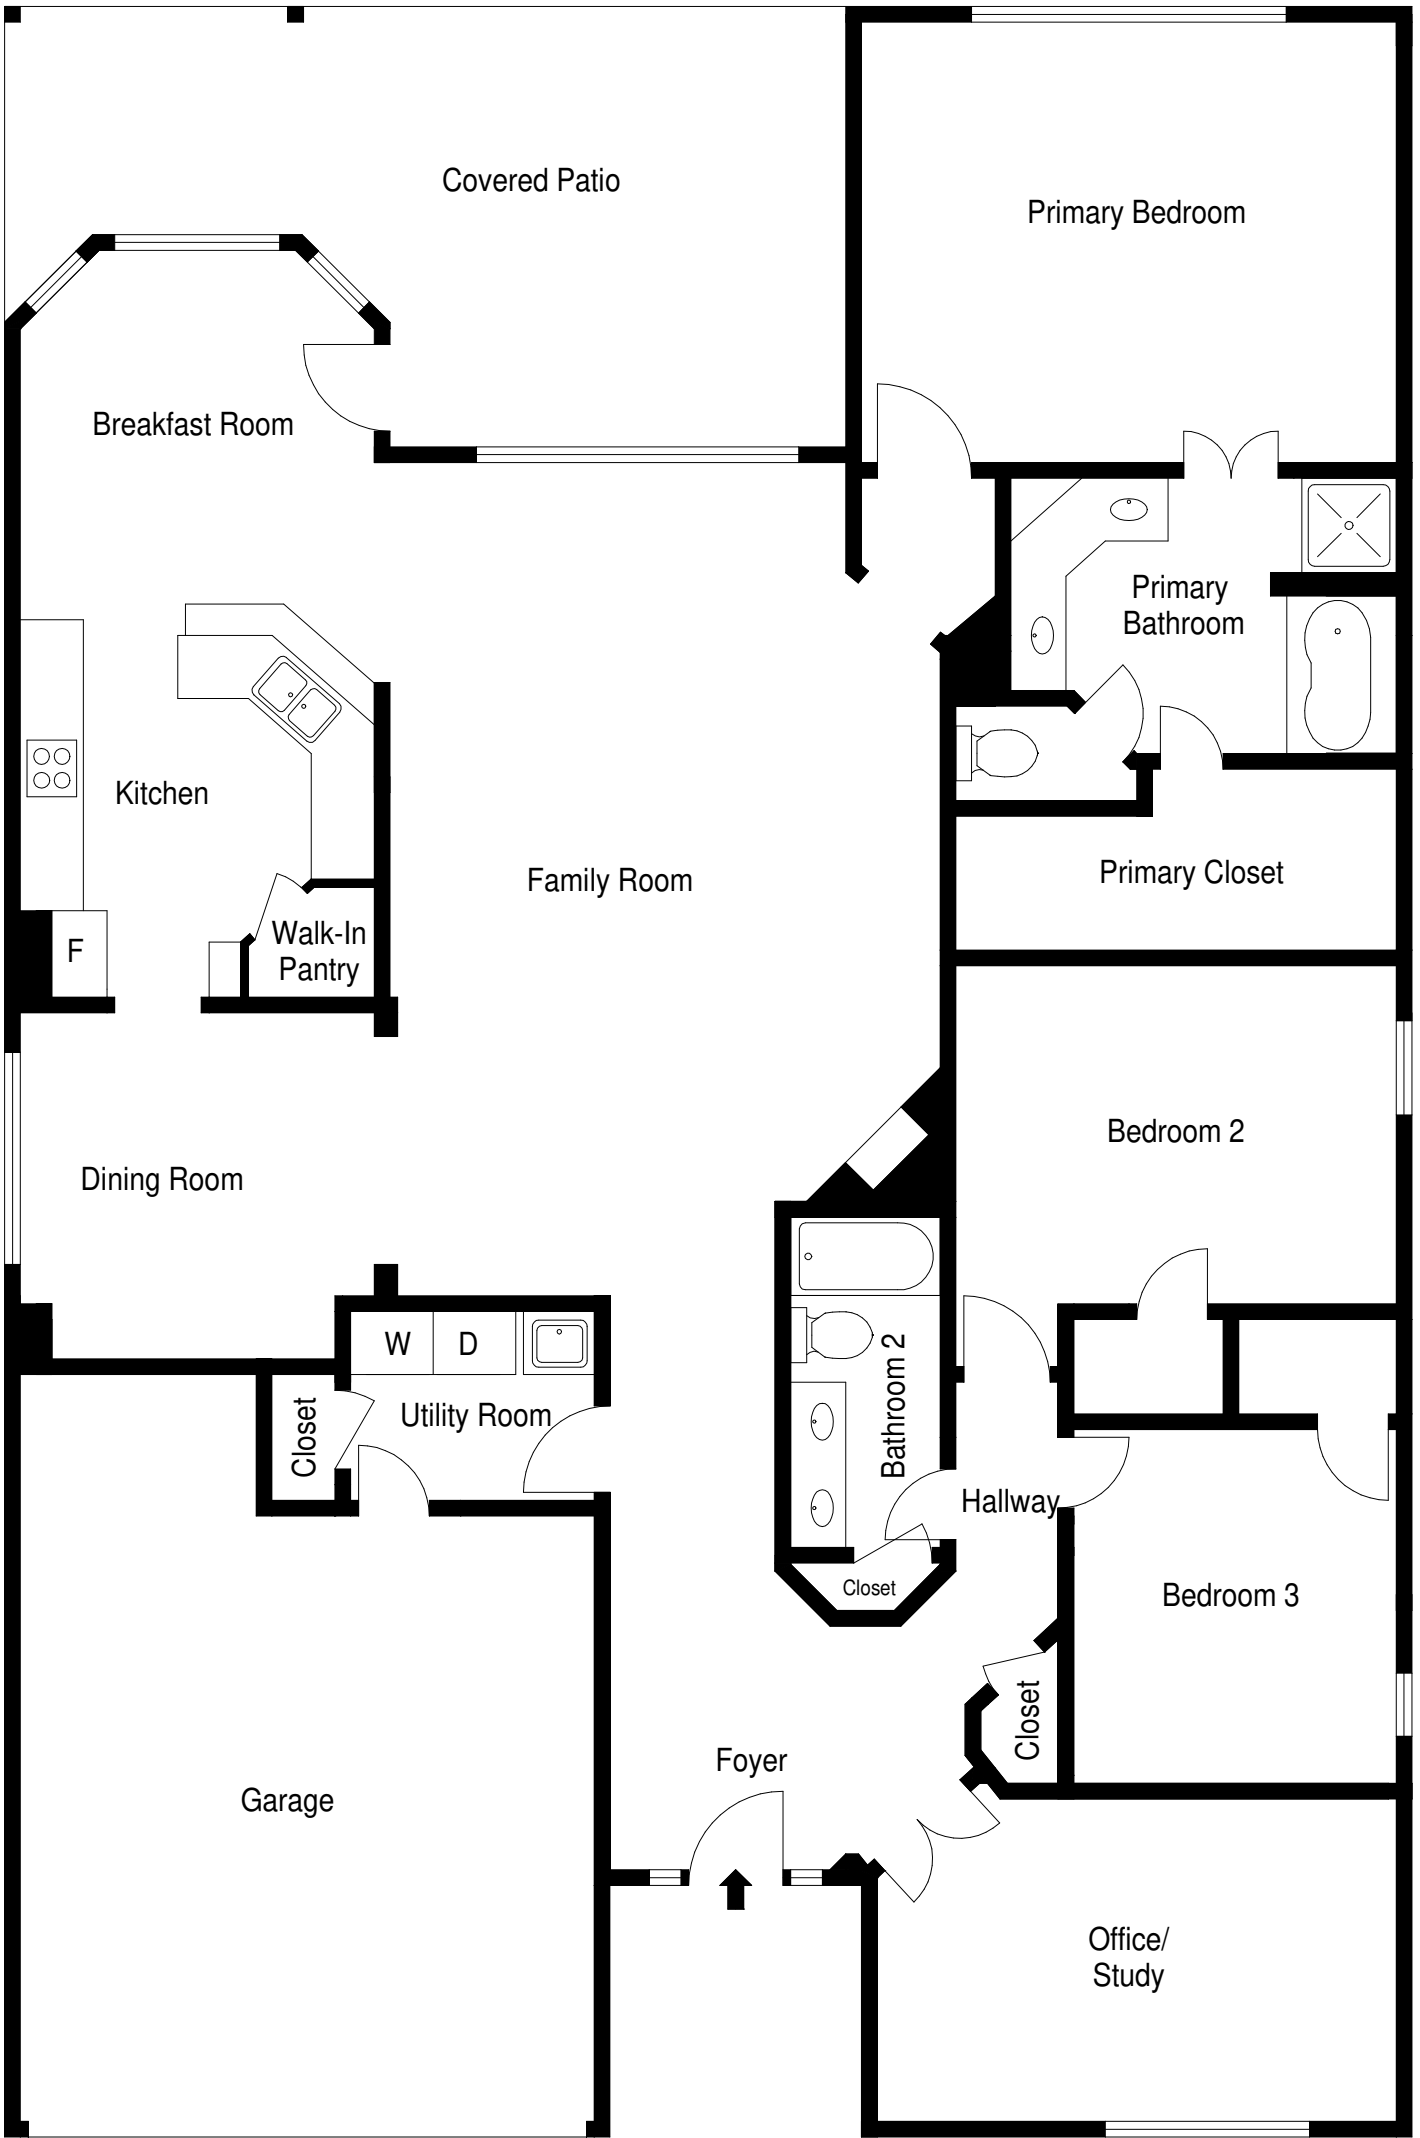 Covered Patio
Primary Bedroom
Breakfast Room
Primary
Bathroom
Kitchen
Family Room
Primary Closet
F
Walk-In
Pantry
Bedroom 2
Dining Room
W
D
Bathroom 2
Closet
Utility Room
Hallway
Closet
Bedroom 3
Closet
Foyer
Garage
Office/
Study